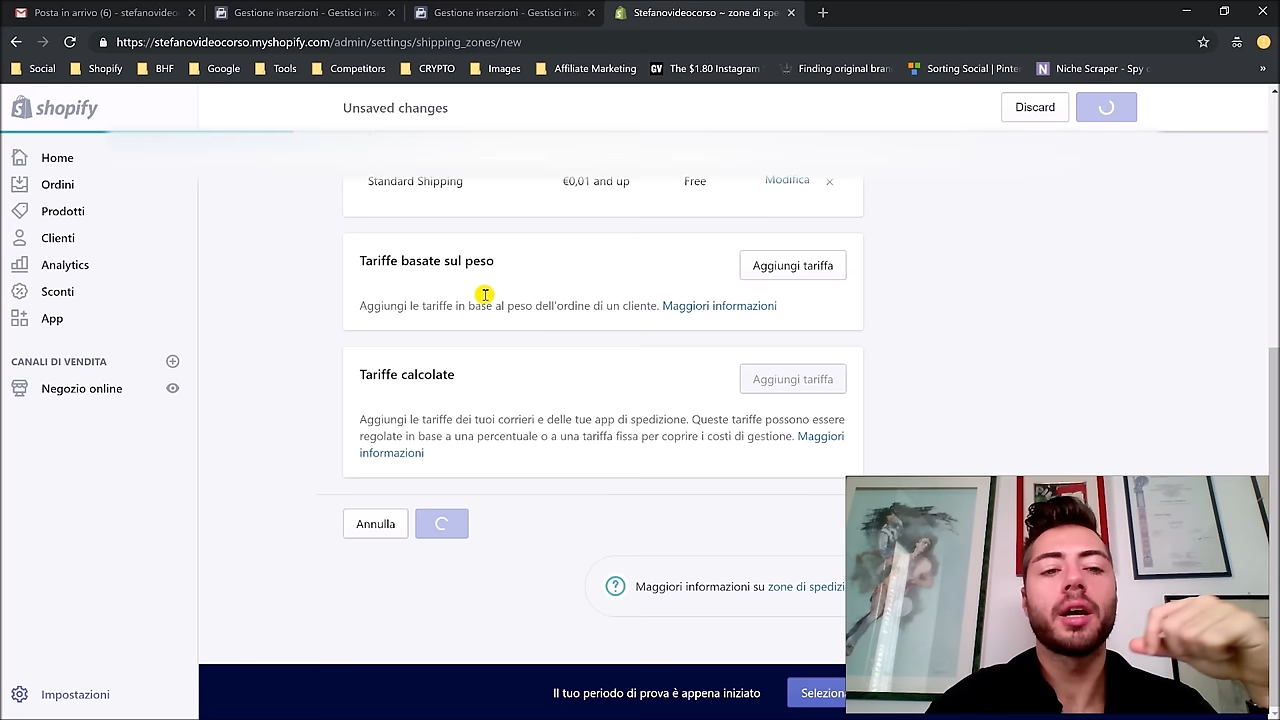 Posta in arrivo (6) - stefanovideo
Gestione inserzioni - Gestisci ins
Gestione inserzioni - Gestisci ins
Stefanovideocorso ~ zone di spe
https://stefanovideocorso.myshopify.com/admin/settings/shipping_zones/new
Social
Shopify
BHF
Google
Tools
Competitors
CRYPTO
Images
Affiliate Marketing
GV The $1.80 Instagram
Finding original bran
Sorting Social | Pinte
N Niche Scraper - Spy
»
shopify
Unsaved changes
Discard
Home
Ordini
Prodotti
Clienti
Analytics
Sconti
App
CANALI DI VENDITA
Negozio online
Impostazioni
Standard Shipping €0,01 and up Free Modifica
Tariffe basate sul peso
Aggiungi tariffa
Aggiungi le tariffe in base al peso dell'ordine di un cliente. Maggiori informazioni
Tariffe calcolate
Aggiungi tariffa
Aggiungi le tariffe dei tuoi corrieri e delle tue app di spedizione. Queste tariffe possono essere
regolate in base a una percentuale o a una tariffa fissa per coprire i costi di gestione. Maggiori
informazioni
Annulla
Maggiori informazioni su zone di spedizi
Il tuo periodo di prova è appena iniziato
Selezion